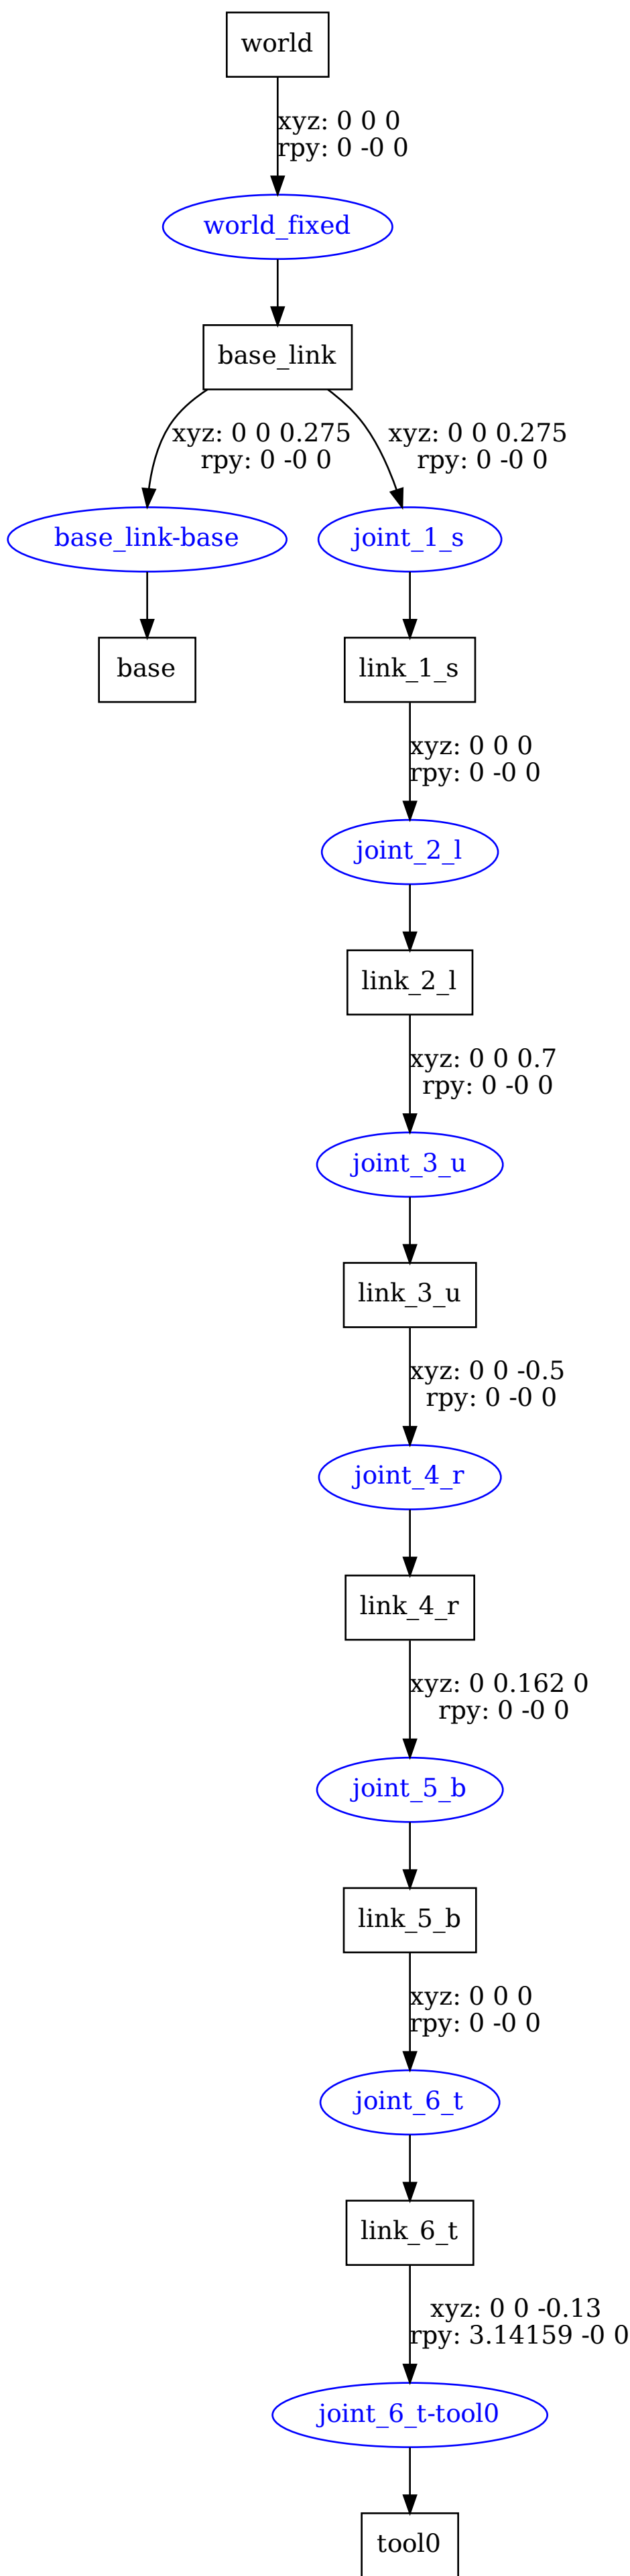 world
xyz: 0 0 0
rpy: 0 -0 0
world_fixed
base_link
xyz: 0 0 0.275
rpy: 0 -0 0
xyz: 0 0 0.275
rpy: 0 -0 0
base_link-base
joint_1_s
base
link_1_s
xyz: 0 0 0
rpy: 0 -0 0
joint_2_l
link_2_l
xyz: 0 0 0.7
rpy: 0 -0 0
joint_3_u
link_3_u
xyz: 0 0 -0.5
rpy: 0 -0 0
joint_4_r
link_4_r
xyz: 0 0.162 0
rpy: 0 -0 0
joint_5_b
link_5_b
xyz: 0 0 0
rpy: 0 -0 0
joint_6_t
link_6_t
xyz: 0 0 -0.13
rpy: 3.14159 -0 0
joint_6_t-tool0
tool0